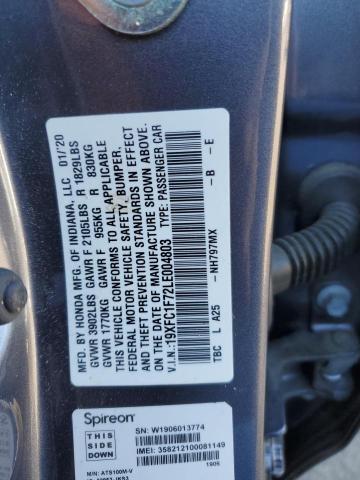 MFD. BY HONDA MFG. OF INDIANA, LLC 01/'20
GVWR 3902LBS GAWR F 2105LBS R 1829LBS
GVWR 1770KG GAWR F 955KG R 830KG
THIS VEHICLE CONFORMS TO ALL APPLICABLE
FEDERAL MOTOR VEHICLE SAFETY, BUMPER,
AND THEFT PREVENTION STANDARDS IN EFFECT
ON THE DATE OF MANUFACTURE SHOWN ABOVE.
V.I.N.:19XFC1F72LE004803 TYPE: PASSENGER CAR
TBC L A25 -NH797MX -B -E
Spireon
THIS
SIDE
DOWN
SN: W1906013774
IMEI: 358212100081149
1906
M/N: ATS100M-V